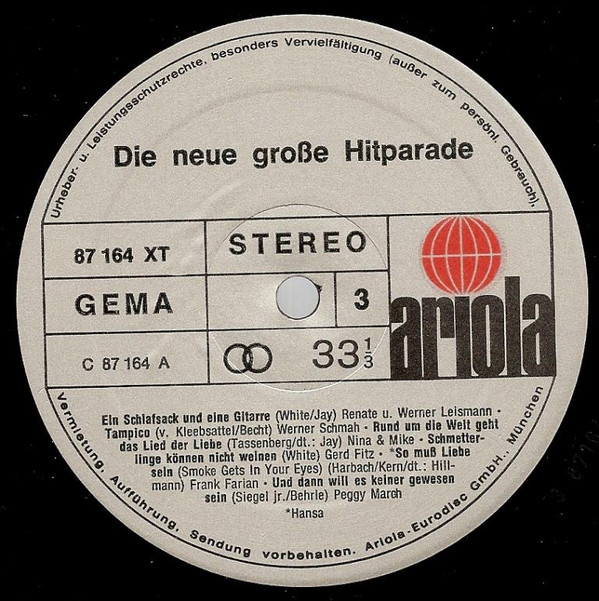 Urheber- u. Leistungsschutzrechte, besonders Vervielfältigung (außer zum persönl. Gebrauch),
Die neue große Hitparade
87 164 XT
STEREO
GEMA
3
ariola
C 87 164 A
33 1/3
Ein Schlafsack und eine Gitarre (White/Jay) Renate u. Werner Leismann •
Tampico (v. Kleebsattel/Becht) Werner Schmah • Rund um die Welt geht
das Lied der Liebe (Tassenberg/dt.: Jay) Nina & Mike • Schmetter-
linge können nicht weinen (White) Gerd Fitz • *So muß Liebe
sein (Smoke Gets In Your Eyes) (Harbach/Kern/dt.: Hill-
mann) Frank Farian • Und dann will es keiner gewesen
sein (Siegel jr./Behrle) Peggy March
*Hansa
Vermietung, Aufführung, Sendung vorbehalten. Ariola-Eurodisc GmbH., München